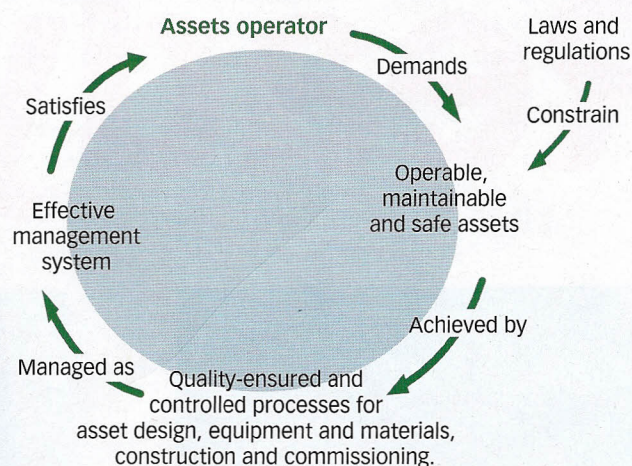 Assets operator
Demands
Laws and
regulations
Constrain
Operable,
maintainable
and safe assets
Achieved by
Quality-ensured and
controlled processes for
asset design, equipment and materials,
construction and commissioning.
Managed as
Effective
management
system
Satisfies